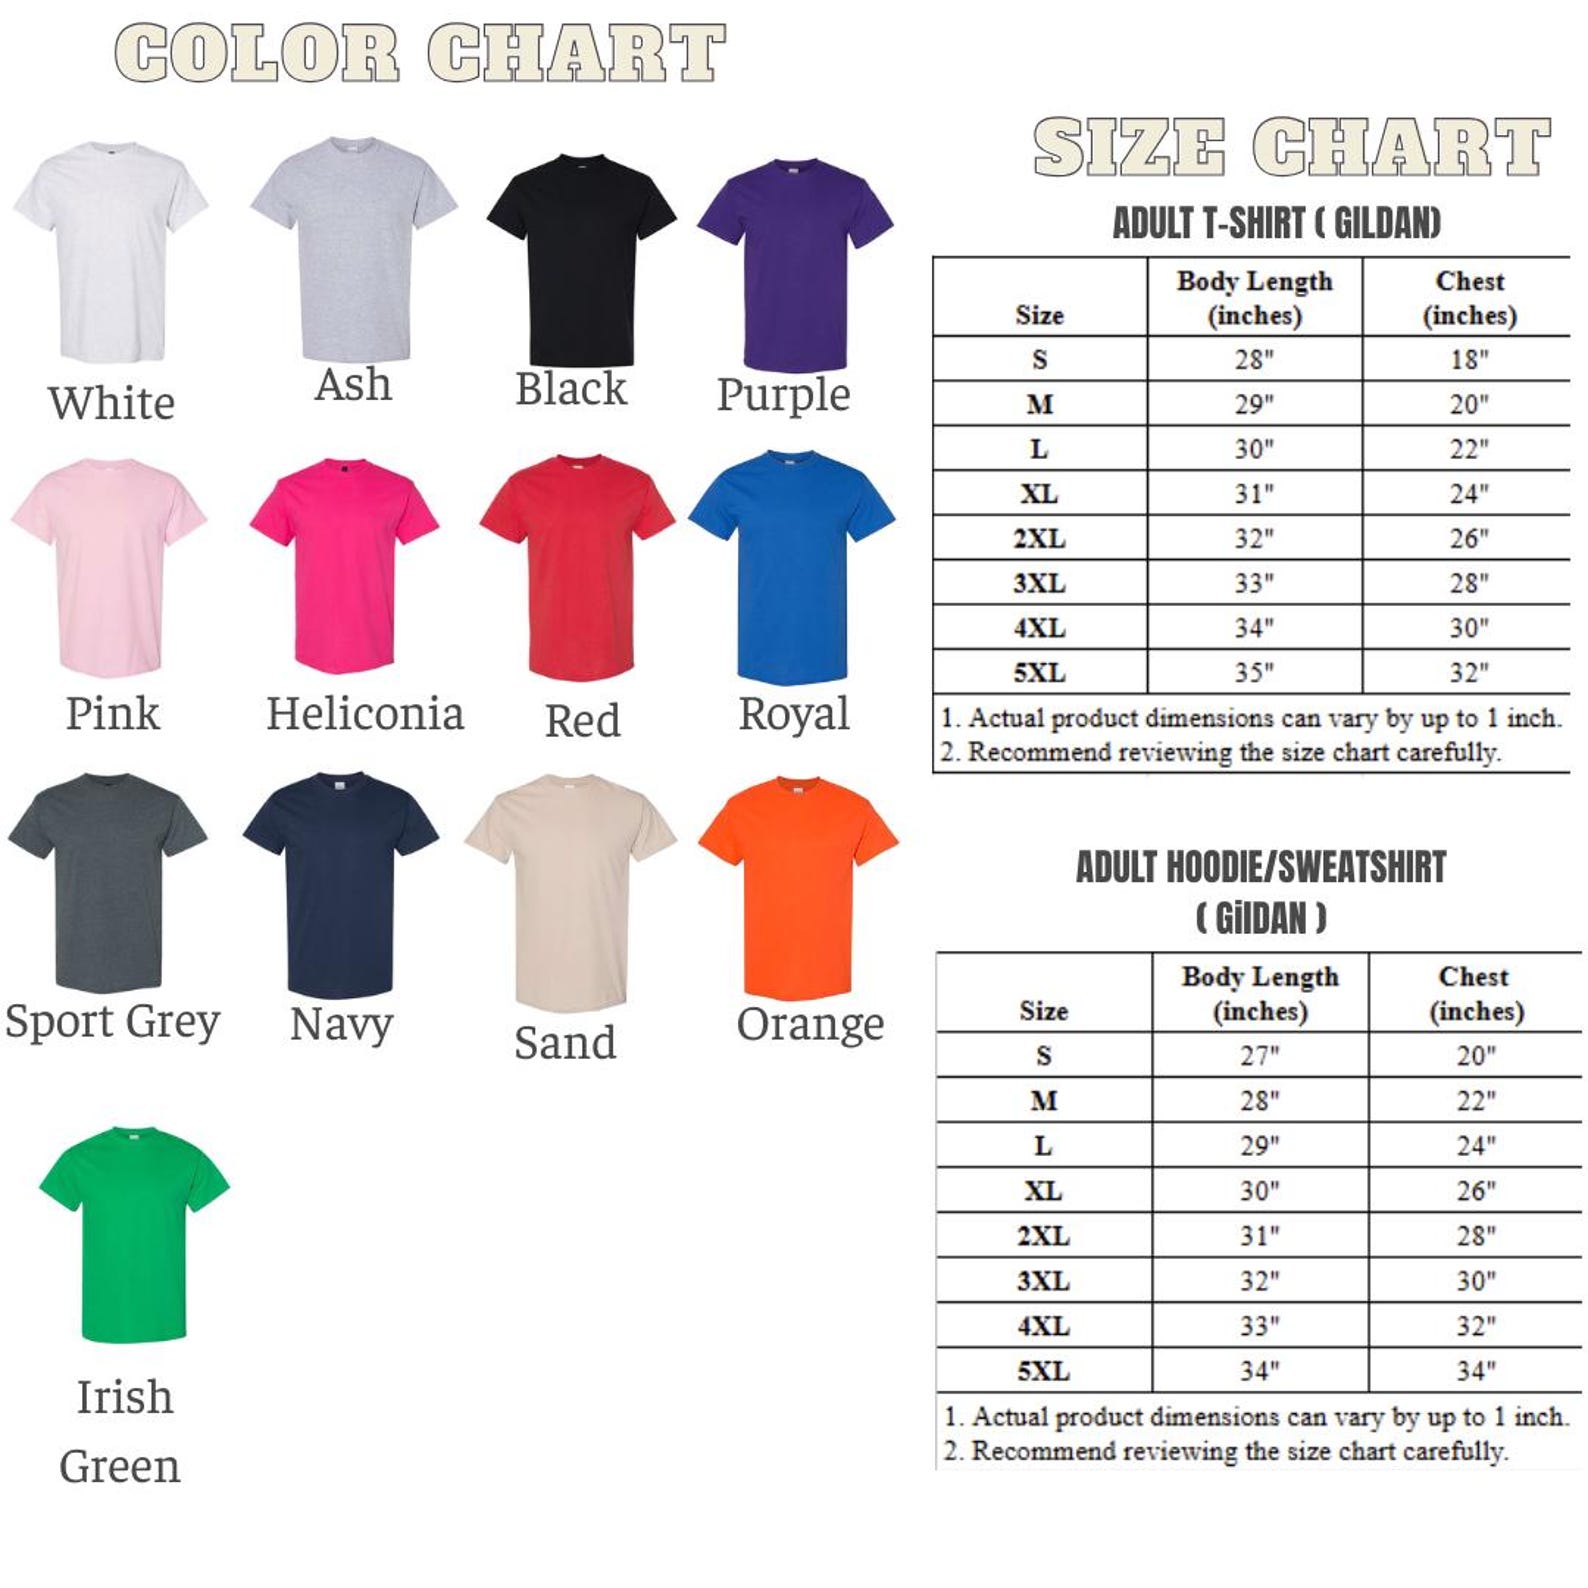 COLOR CHART
White
Ash
Black
Purple
Pink
Heliconia
Red
Royal
Sport Grey
Navy
Sand
Orange
Irish
Green
SIZE CHART
ADULT T-SHIRT ( GILDAN)
Size Body Length (inches) Chest (inches)
S 28" 18"
M 29" 20"
L 30" 22"
XL 31" 24"
2XL 32" 26"
3XL 33" 28"
4XL 34" 30"
5XL 35" 32"
1. Actual product dimensions can vary by up to 1 inch.
2. Recommend reviewing the size chart carefully.
ADULT HOODIE/SWEATSHIRT
( GilDAN )
Size Body Length (inches) Chest (inches)
S 27" 20"
M 28" 22"
L 29" 24"
XL 30" 26"
2XL 31" 28"
3XL 32" 30"
4XL 33" 32"
5XL 34" 34"
1. Actual product dimensions can vary by up to 1 inch.
2. Recommend reviewing the size chart carefully.